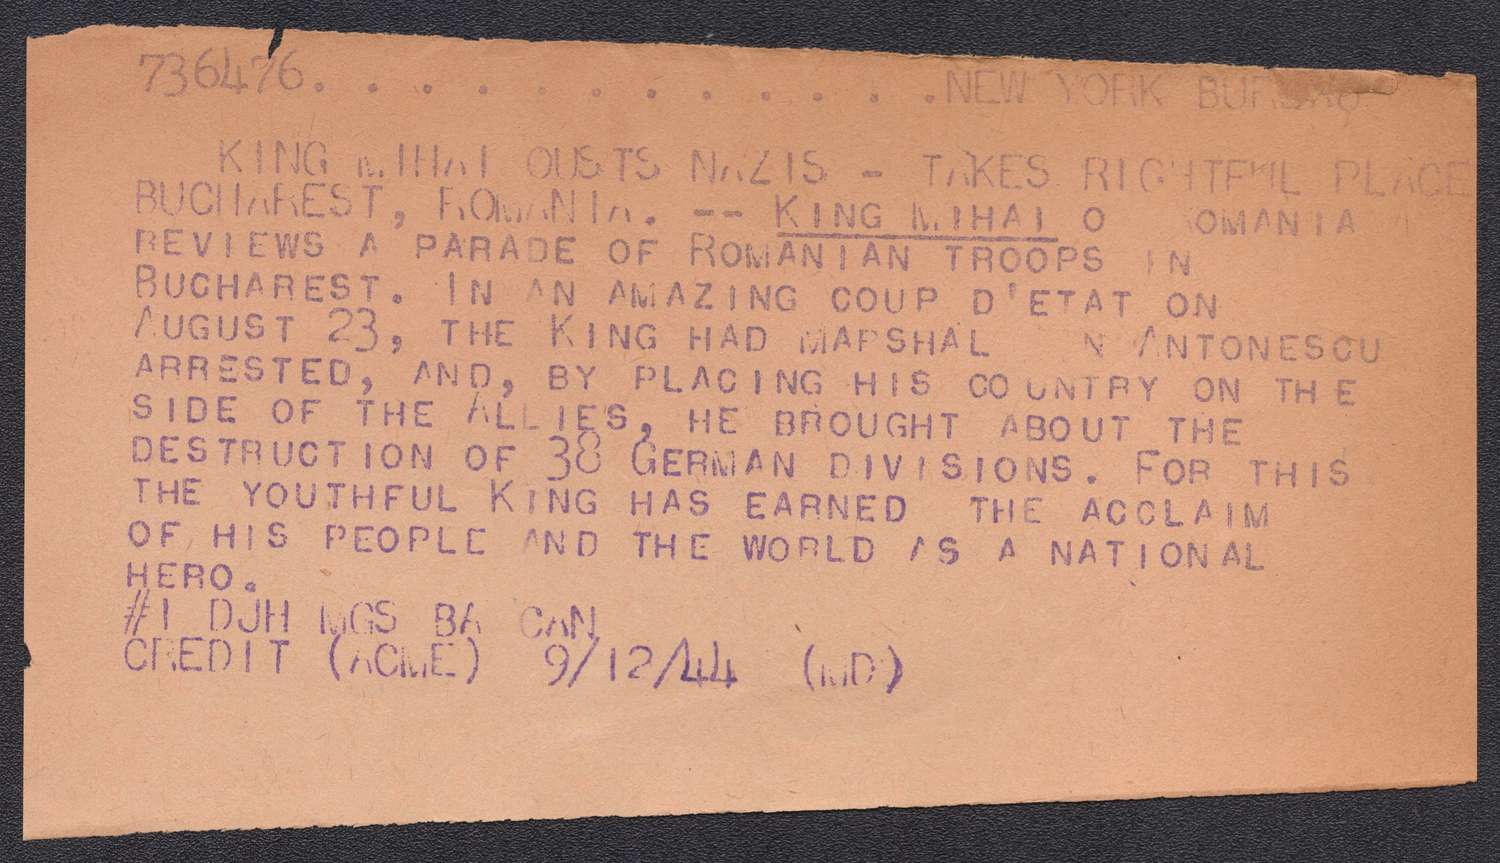 736476. . . . . . . . . . . .NEW YORK BUREAU
KING MIHAI OUSTS NAZIS - TAKES RIGHTFUL PLACE
BUCHAREST, ROMANIA. -- KING MIHAI O OMANIA
REVIEWS A PARADE OF ROMANIAN TROOPS IN
BUCHAREST. IN AN AMAZING COUP D'ETAT ON
AUGUST 23, THE KING HAD MARSHAL N ANTONESCU
ARRESTED, AND, BY PLACING HIS COUNTRY ON THE
SIDE OF THE ALLIES, HE BROUGHT ABOUT THE
DESTRUCTION OF 38 GERMAN DIVISIONS. FOR THIS
THE YOUTHFUL KING HAS EARNED THE ACCLAIM
OF HIS PEOPLE AND THE WORLD AS A NATIONAL
HERO.
#1 DJH MGS BA CAN
CREDIT (ACME) 9/12/44 (MD)